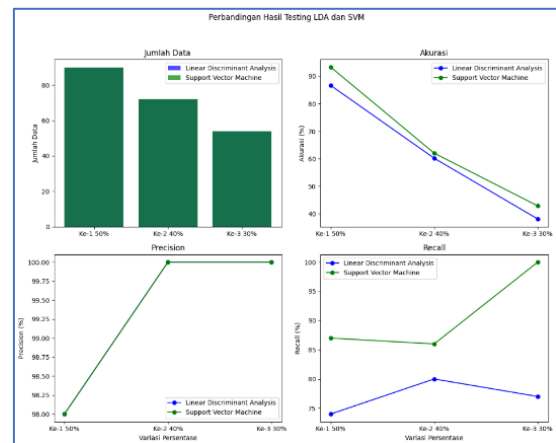 Perbandingan Hasil Testing LDA dan SVM
Jumlah Data
Linear Discriminant Analysis
Support Vector Machine
Jumlah Data
80
60
40
20
0
Ke-1 50%
Ke-2 40%
Ke-3 30%
Akurasi
Linear Discriminant Analysis
Support Vector Machine
Akurasi (%)
90
80
70
60
50
40
Ke-1 50%
Ke-2 40%
Ke-3 30%
Precision
Precision (%)
100.00
99.75
99.50
99.25
99.00
98.75
98.50
98.25
98.00
Linear Discriminant Analysis
Support Vector Machine
Ke-1 50%
Ke-2 40%
Ke-3 30%
Variasi Persentase
Recall
Linear Discriminant Analysis
Support Vector Machine
Recall (%)
100
95
90
85
80
75
Ke-1 50%
Ke-2 40%
Ke-3 30%
Variasi Persentase